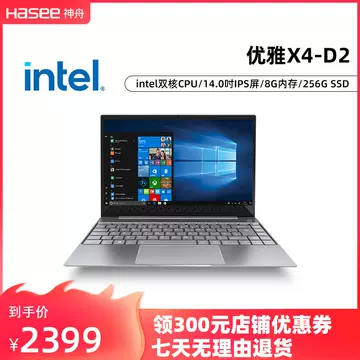 HASEE 神舟
intel
优雅X4-D2
intel双核CPU/14.0吋IPS屏/8G内存/256G SSD
到手价
¥2399
领300元店铺优惠券
七天无理由退货